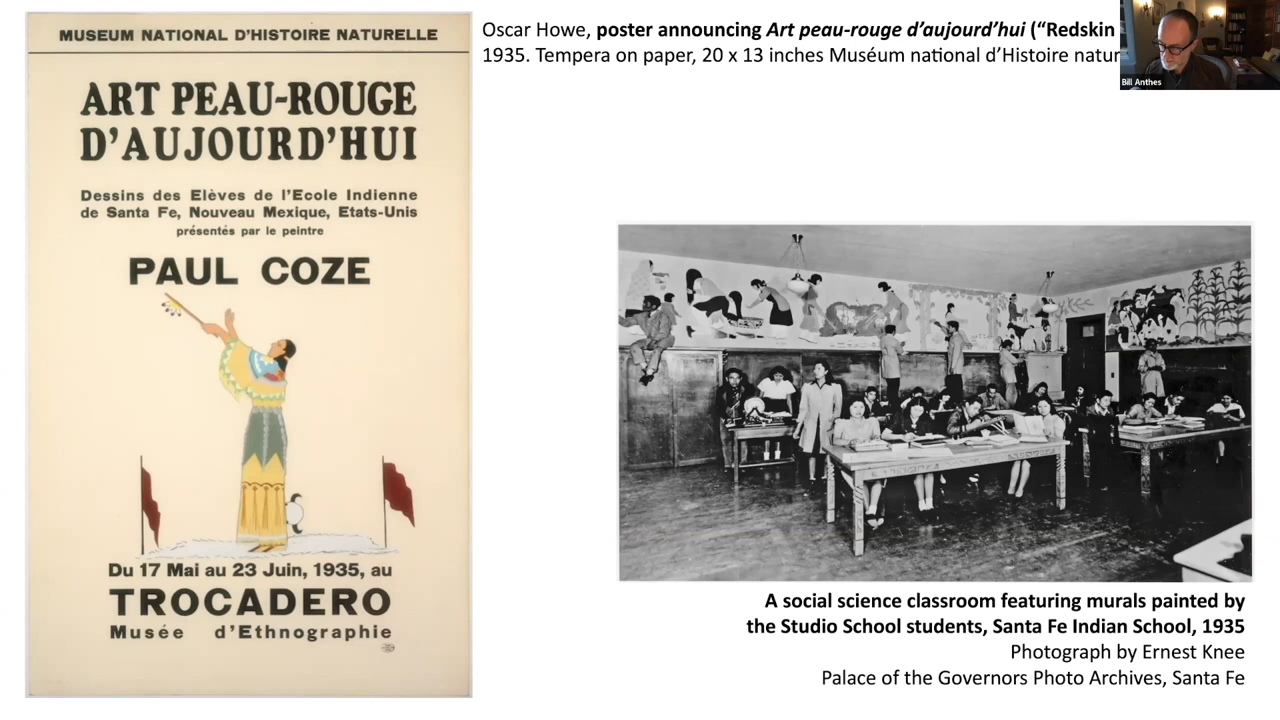 MUSEUM NATIONAL D'HISTOIRE NATURELLE
ART PEAU-ROUGE
D'AUJOURD'HUI
Dessins des Elèves de l'Ecole Indienne
de Santa Fe, Nouveau Mexique, Etats-Unis
présentés par le peintre
PAUL COZE
Du 17 Mai au 23 Juin, 1935, au
TROCADERO
Musée d'Ethnographie
Oscar Howe, poster announcing Art peau-rouge d'aujourd'hui ("Redskin
1935. Tempera on paper, 20 x 13 inches Muséum national d'Histoire natur
Bill Anthes
A social science classroom featuring murals painted by
the Studio School students, Santa Fe Indian School, 1935
Photograph by Ernest Knee
Palace of the Governors Photo Archives, Santa Fe